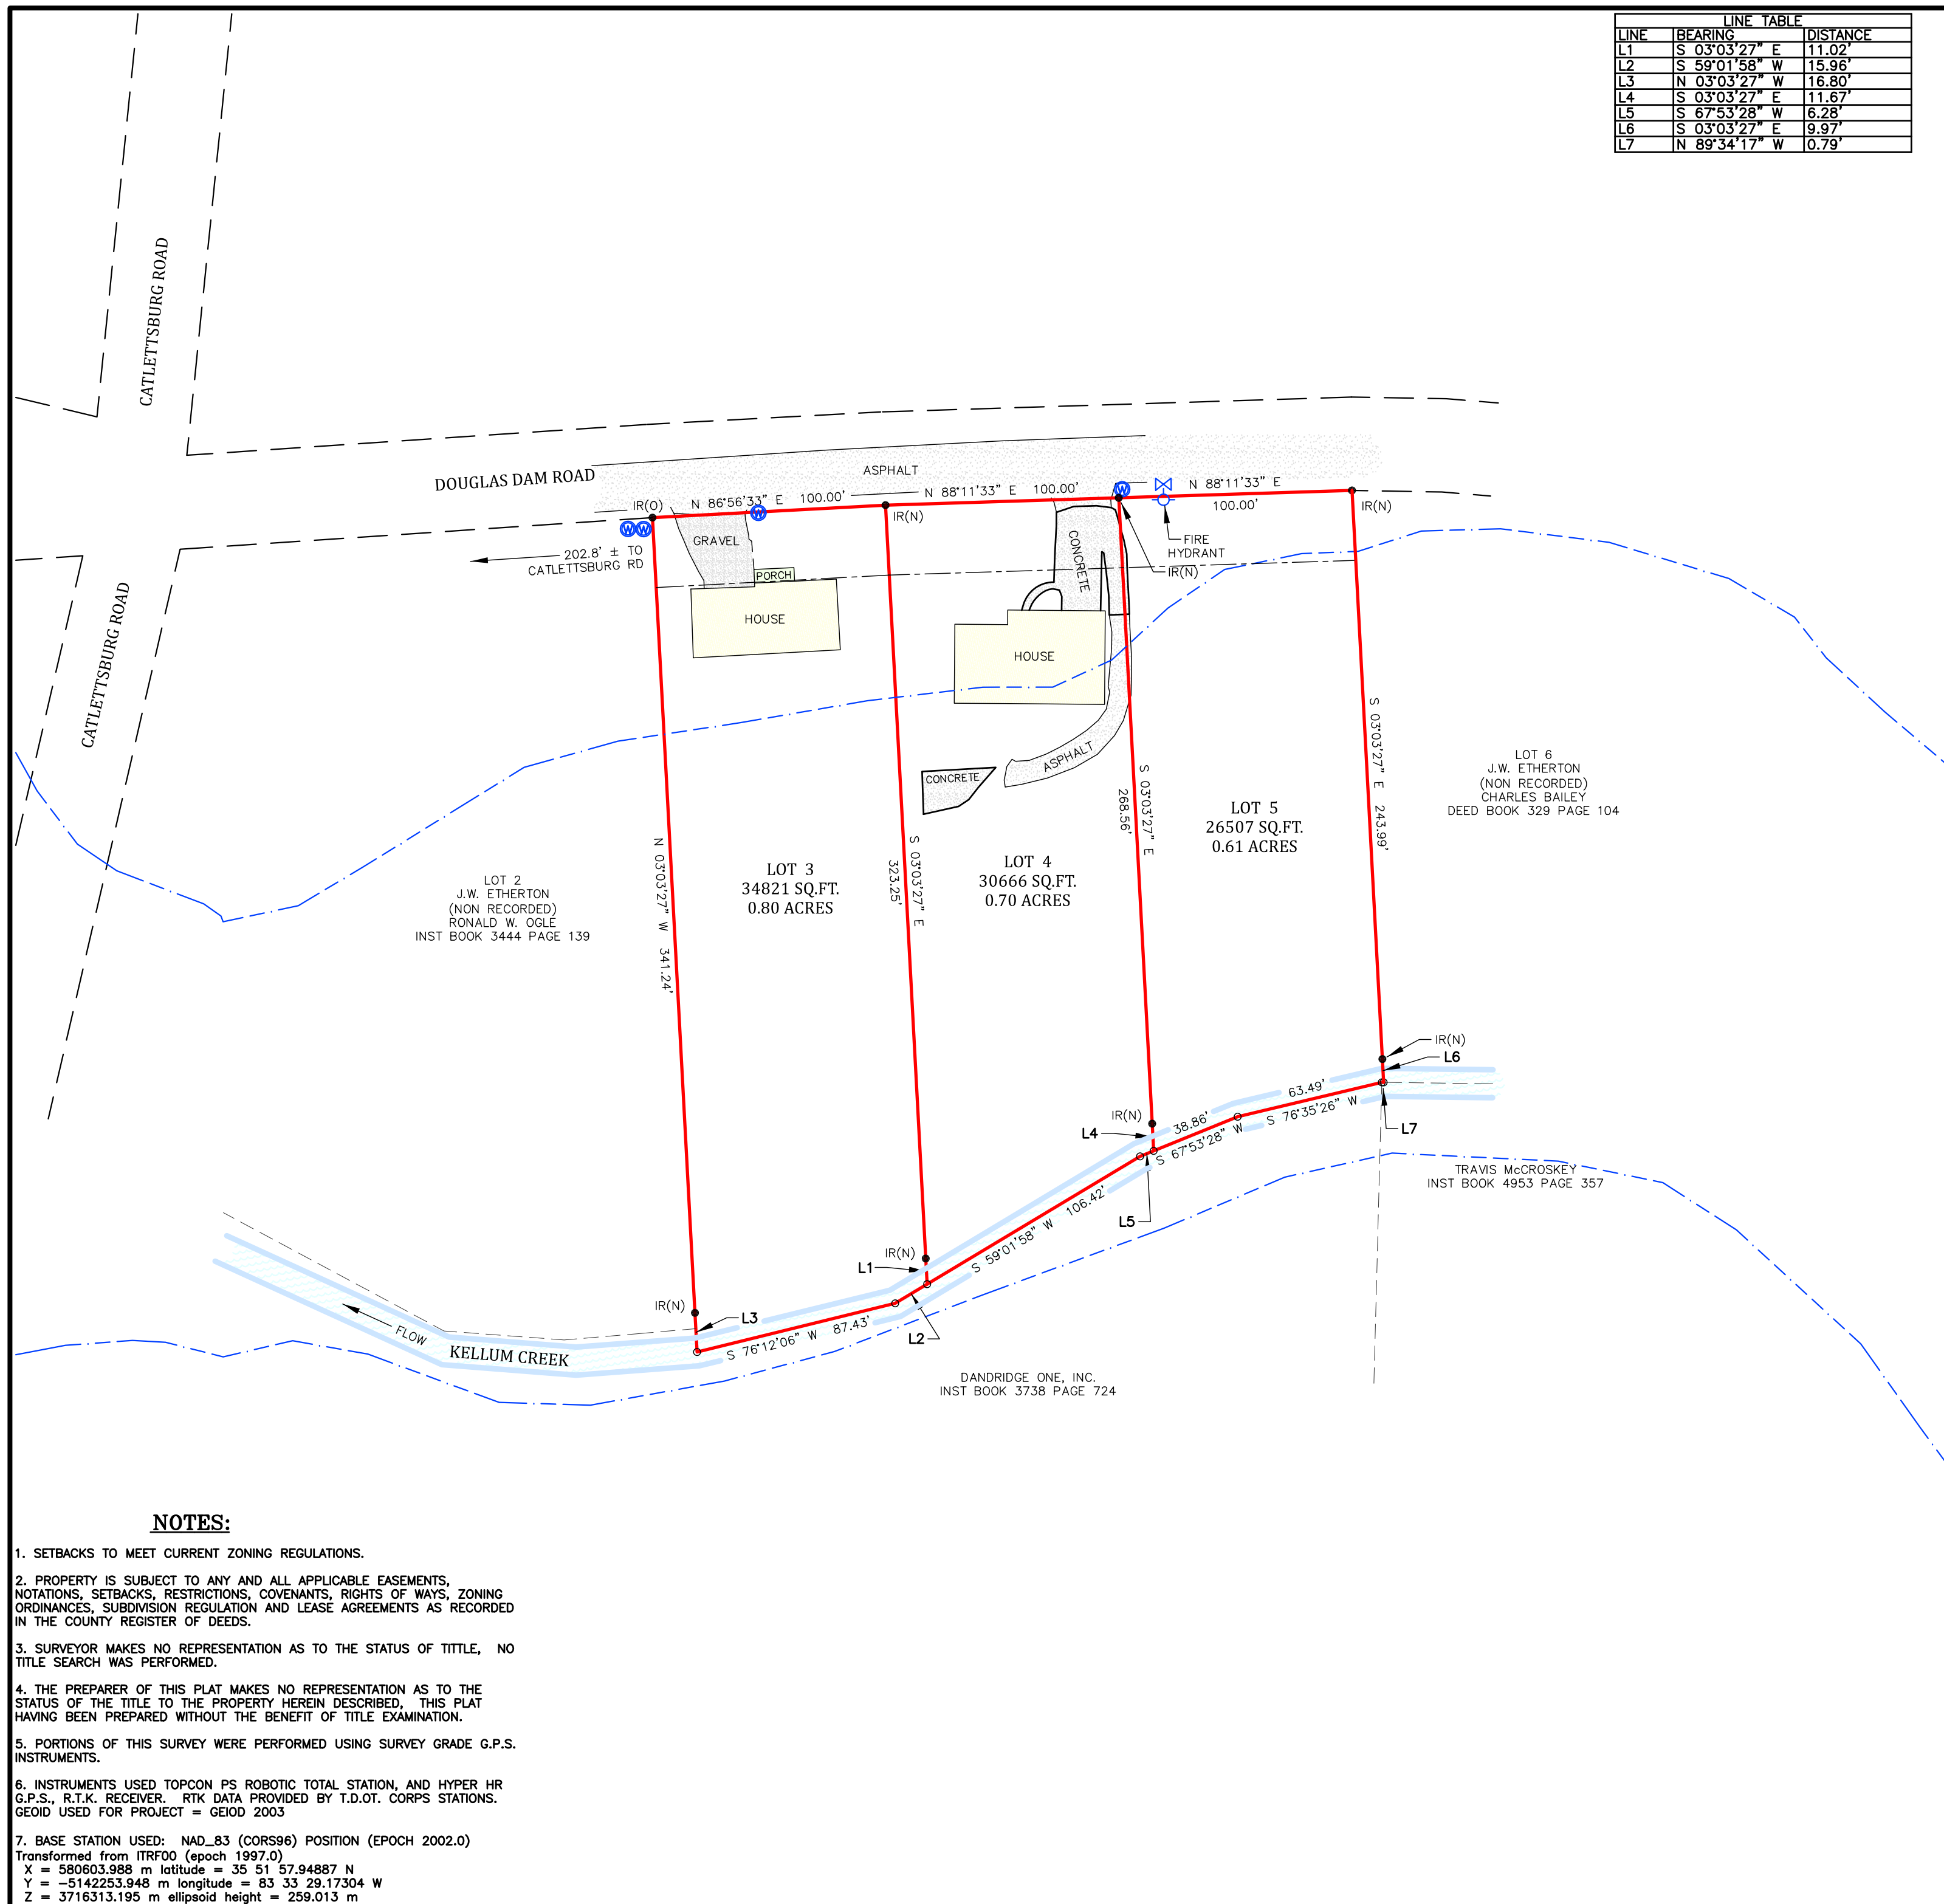 LINE TABLE
LINE BEARING DISTANCE
L1 S 03°03'27" E 11.02'
L2 S 59°01'58" W 15.96'
L3 N 03°03'27" W 16.80'
L4 S 03°03'27" E 11.67'
L5 S 67°53'28" W 6.28'
L6 S 03°03'27" E 9.97'
L7 N 89°34'17" W 0.79'
CATLETTSBURG ROAD
CATLETTSBURG ROAD
DOUGLAS DAM ROAD
ASPHALT
IR(O)
N 86°56'33" E 100.00'
N 88°11'33" E 100.00'
N 88°11'33" E
100.00'
IR(N)
IR(N)
W
W
W
W
202.8' ± TO
CATLETTSBURG RD
GRAVEL
PORCH
HOUSE
CONCRETE
FIRE
HYDRANT
IR(N)
HOUSE
CONCRETE
ASPHALT
S 03°03'27" E 243.99'
S 03°03'27" E
268.56'
S 03°03'27" E
323.25'
N 03°03'27" W 341.24'
LOT 6
J.W. ETHERTON
(NON RECORDED)
CHARLES BAILEY
DEED BOOK 329 PAGE 104
LOT 5
26507 SQ.FT.
0.61 ACRES
LOT 4
30666 SQ.FT.
0.70 ACRES
LOT 3
34821 SQ.FT.
0.80 ACRES
LOT 2
J.W. ETHERTON
(NON RECORDED)
RONALD W. OGLE
INST BOOK 3444 PAGE 139
IR(N)
L6
63.49'
S 76°35'26" W
L7
IR(N)
L4
38.86'
S 67°53'28" W
L5
TRAVIS McCROSKEY
INST BOOK 4953 PAGE 357
S 59°01'58" W 106.42'
IR(N)
L1
L2
IR(N)
L3
S 76°12'06" W 87.43'
FLOW
KELLUM CREEK
DANDRIDGE ONE, INC.
INST BOOK 3738 PAGE 724
NOTES:
1. SETBACKS TO MEET CURRENT ZONING REGULATIONS.
2. PROPERTY IS SUBJECT TO ANY AND ALL APPLICABLE EASEMENTS,
NOTATIONS, SETBACKS, RESTRICTIONS, COVENANTS, RIGHTS OF WAYS, ZONING
ORDINANCES, SUBDIVISION REGULATION AND LEASE AGREEMENTS AS RECORDED
IN THE COUNTY REGISTER OF DEEDS.
3. SURVEYOR MAKES NO REPRESENTATION AS TO THE STATUS OF TITTLE, NO
TITLE SEARCH WAS PERFORMED.
4. THE PREPARER OF THIS PLAT MAKES NO REPRESENTATION AS TO THE
STATUS OF THE TITLE TO THE PROPERTY HEREIN DESCRIBED, THIS PLAT
HAVING BEEN PREPARED WITHOUT THE BENEFIT OF TITLE EXAMINATION.
5. PORTIONS OF THIS SURVEY WERE PERFORMED USING SURVEY GRADE G.P.S.
INSTRUMENTS.
6. INSTRUMENTS USED TOPCON PS ROBOTIC TOTAL STATION, AND HYPER HR
G.P.S., R.T.K. RECEIVER. RTK DATA PROVIDED BY T.D.OT. CORPS STATIONS.
GEOID USED FOR PROJECT = GEIOD 2003
7. BASE STATION USED: NAD_83 (CORS96) POSITION (EPOCH 2002.0)
Transformed from ITRF00 (epoch 1997.0)
X = 580603.988 m latitude = 35 51 57.94887 N
Y = -5142253.948 m longitude = 83 33 29.17304 W
Z = 3716313.195 m ellipsoid height = 259.013 m